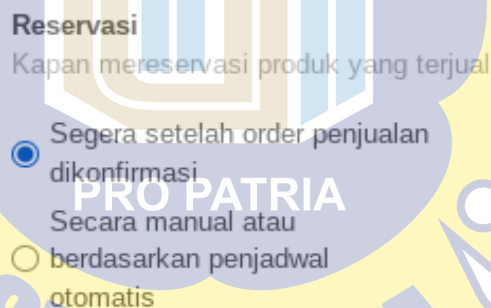 Reservasi
Kapan mereservasi produk yang terjual
Segera setelah order penjualan
dikonfirmasi
PRO PATRIA
Secara manual atau
berdasarkan penjadwal
otomatis